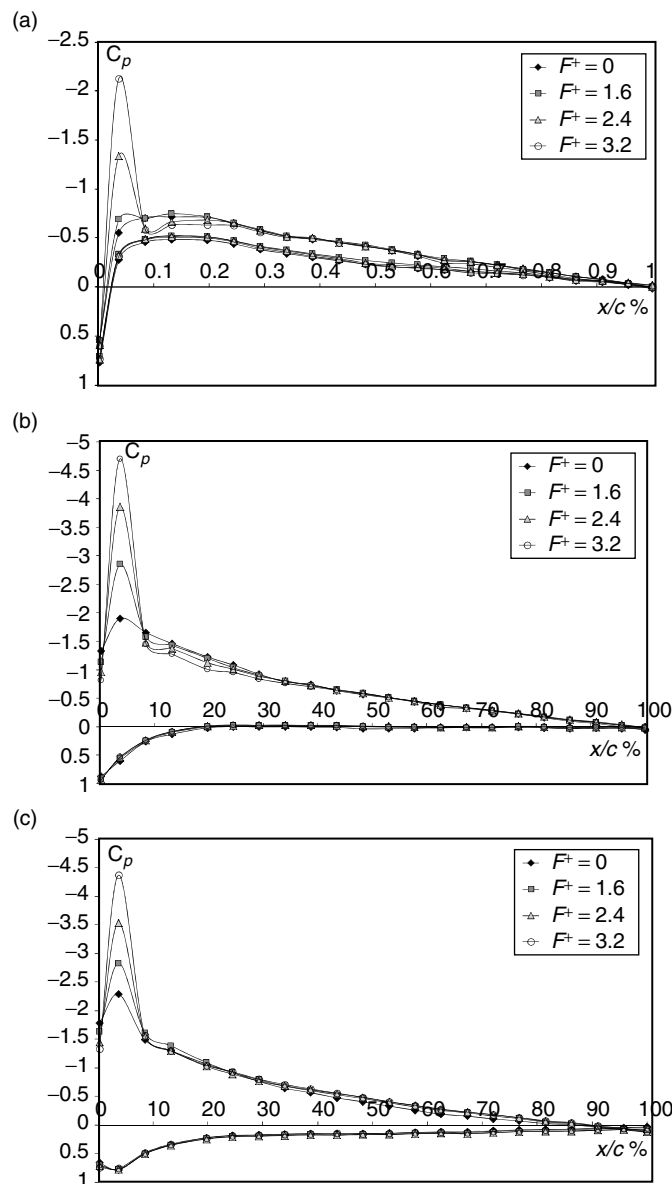 (a)
−2.5
−2
−1.5
−1
−0.5
0
0.5
1
C_p
F⁺ = 0
F⁺ = 1.6
F⁺ = 2.4
F⁺ = 3.2
0 0.1 0.2 0.3 0.4 0.5 0.6 0.7 0.8 0.9 1
x/c %
(b)
−5
−4.5
−4
−3.5
−3
−2.5
−2
−1.5
−1
−0.5
0
0.5
1
C_p
F⁺ = 0
F⁺ = 1.6
F⁺ = 2.4
F⁺ = 3.2
0 10 20 30 40 50 60 70 80 90 100
x/c %
(c)
−5
−4.5
−4
−3.5
−3
−2.5
−2
−1.5
−1
−0.5
0
0.5
1
C_p
F⁺ = 0
F⁺ = 1.6
F⁺ = 2.4
F⁺ = 3.2
0 10 20 30 40 50 60 70 80 90 100
x/c %